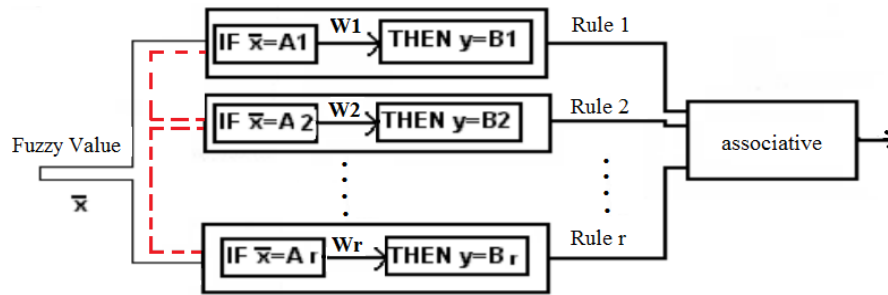 IF x̄=A1
W1
THEN y=B1
Rule 1
IF x̄=A 2
W2
THEN y=B2
Rule 2
Fuzzy Value
x̄
associative
IF x̄=A r
Wr
THEN y=B r
Rule r